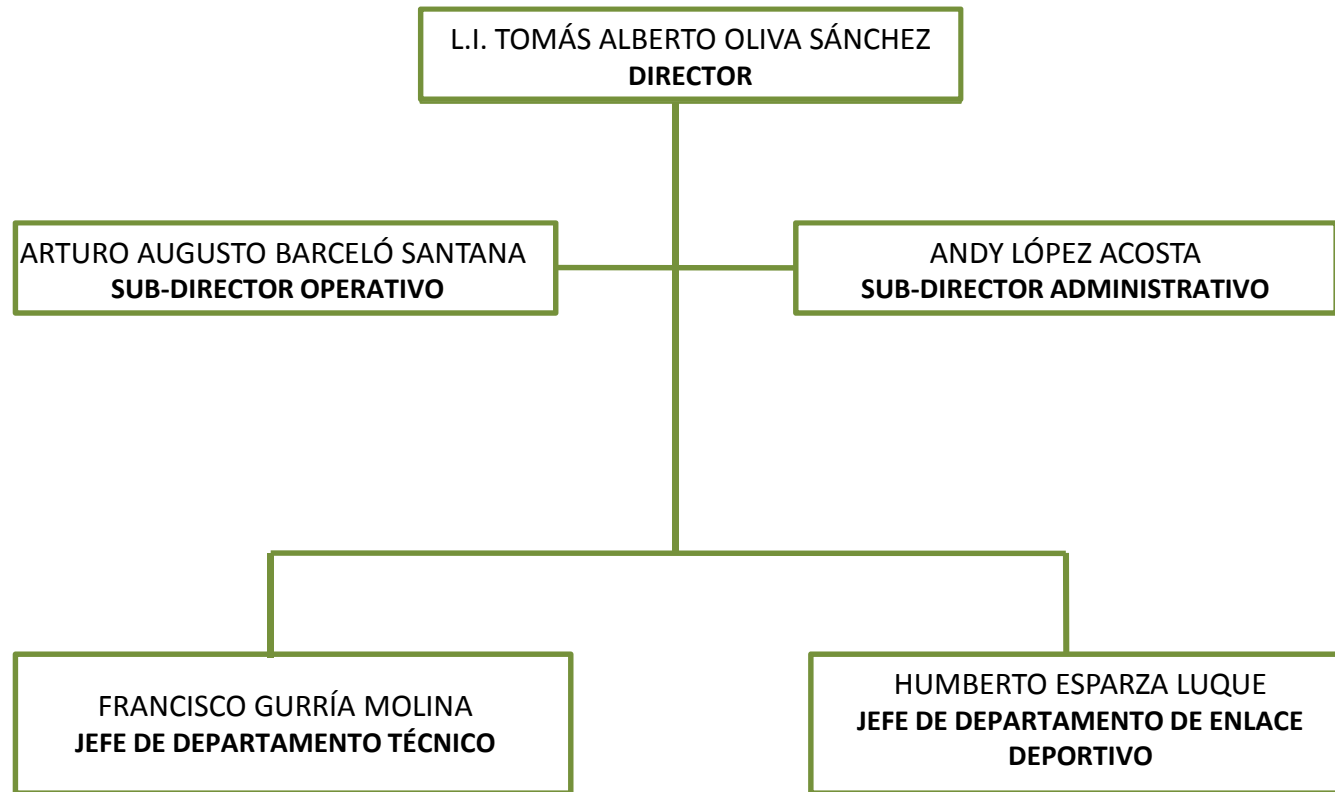 L.I. TOMÁS ALBERTO OLIVA SÁNCHEZ
DIRECTOR
ARTURO AUGUSTO BARCELÓ SANTANA
SUB-DIRECTOR OPERATIVO
ANDY LÓPEZ ACOSTA
SUB-DIRECTOR ADMINISTRATIVO
FRANCISCO GURRÍA MOLINA
JEFE DE DEPARTAMENTO TÉCNICO
HUMBERTO ESPARZA LUQUE
JEFE DE DEPARTAMENTO DE ENLACE
DEPORTIVO